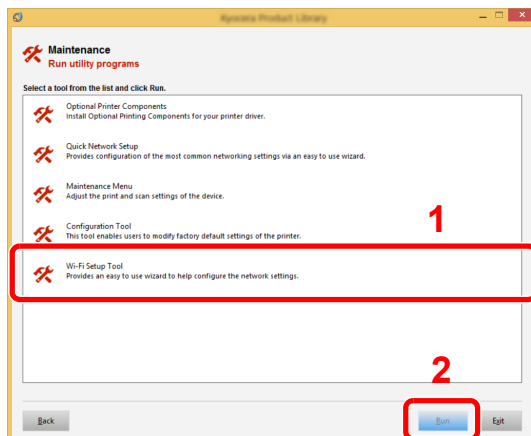 Kyocera Product Library
Maintenance
Run utility programs
Select a tool from the list and click Run.
Optional Printer Components
Install Optional Printing Components for your printer driver.
Quick Network Setup
Provides configuration of the most common networking settings via an easy to use wizard.
Maintenance Menu
Adjust the print and scan settings of the device.
Configuration Tool
This tool enables users to modify factory default settings of the printer.
1
Wi-Fi Setup Tool
Provides an easy to use wizard to help configure the network settings.
2
Back
Run
Exit